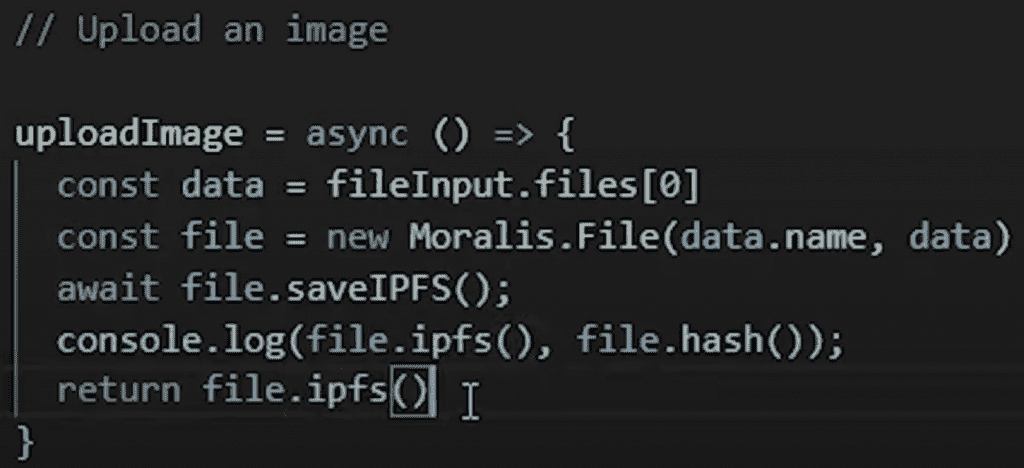 // Upload an image
uploadImage = async () => {
const data = fileInput.files[0]
const file = new Moralis.File(data.name, data)
await file.saveIPFS();
console.log(file.ipfs(), file.hash());
return file.ipfs()
}